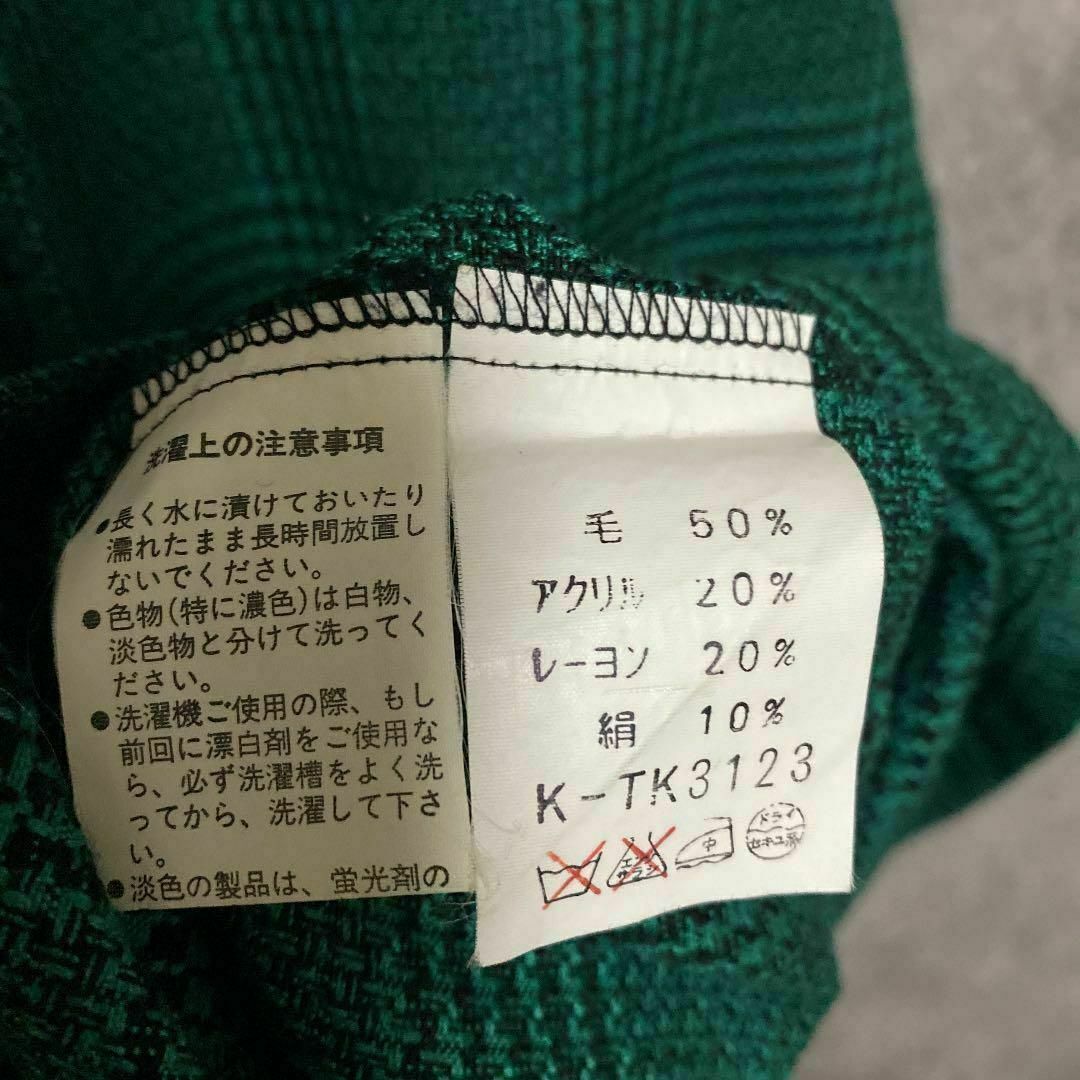 洗濯上の注意事項
●長く水に漬けておいたり
濡れたまま長時間放置し
ないでください。
●色物(特に濃色)は白物、
淡色物と分けて洗ってく
ださい。
●洗濯機ご使用の際、もし
前回に漂白剤をご使用な
ら、必ず洗濯槽をよく洗
ってから、洗濯して下さ
い。
●淡色の製品は、蛍光剤の
毛 50%
アクリル 20%
レーヨン 20%
絹 10%
K-TK3123
エンソ
サラシ
中
ドライ
セキユ系